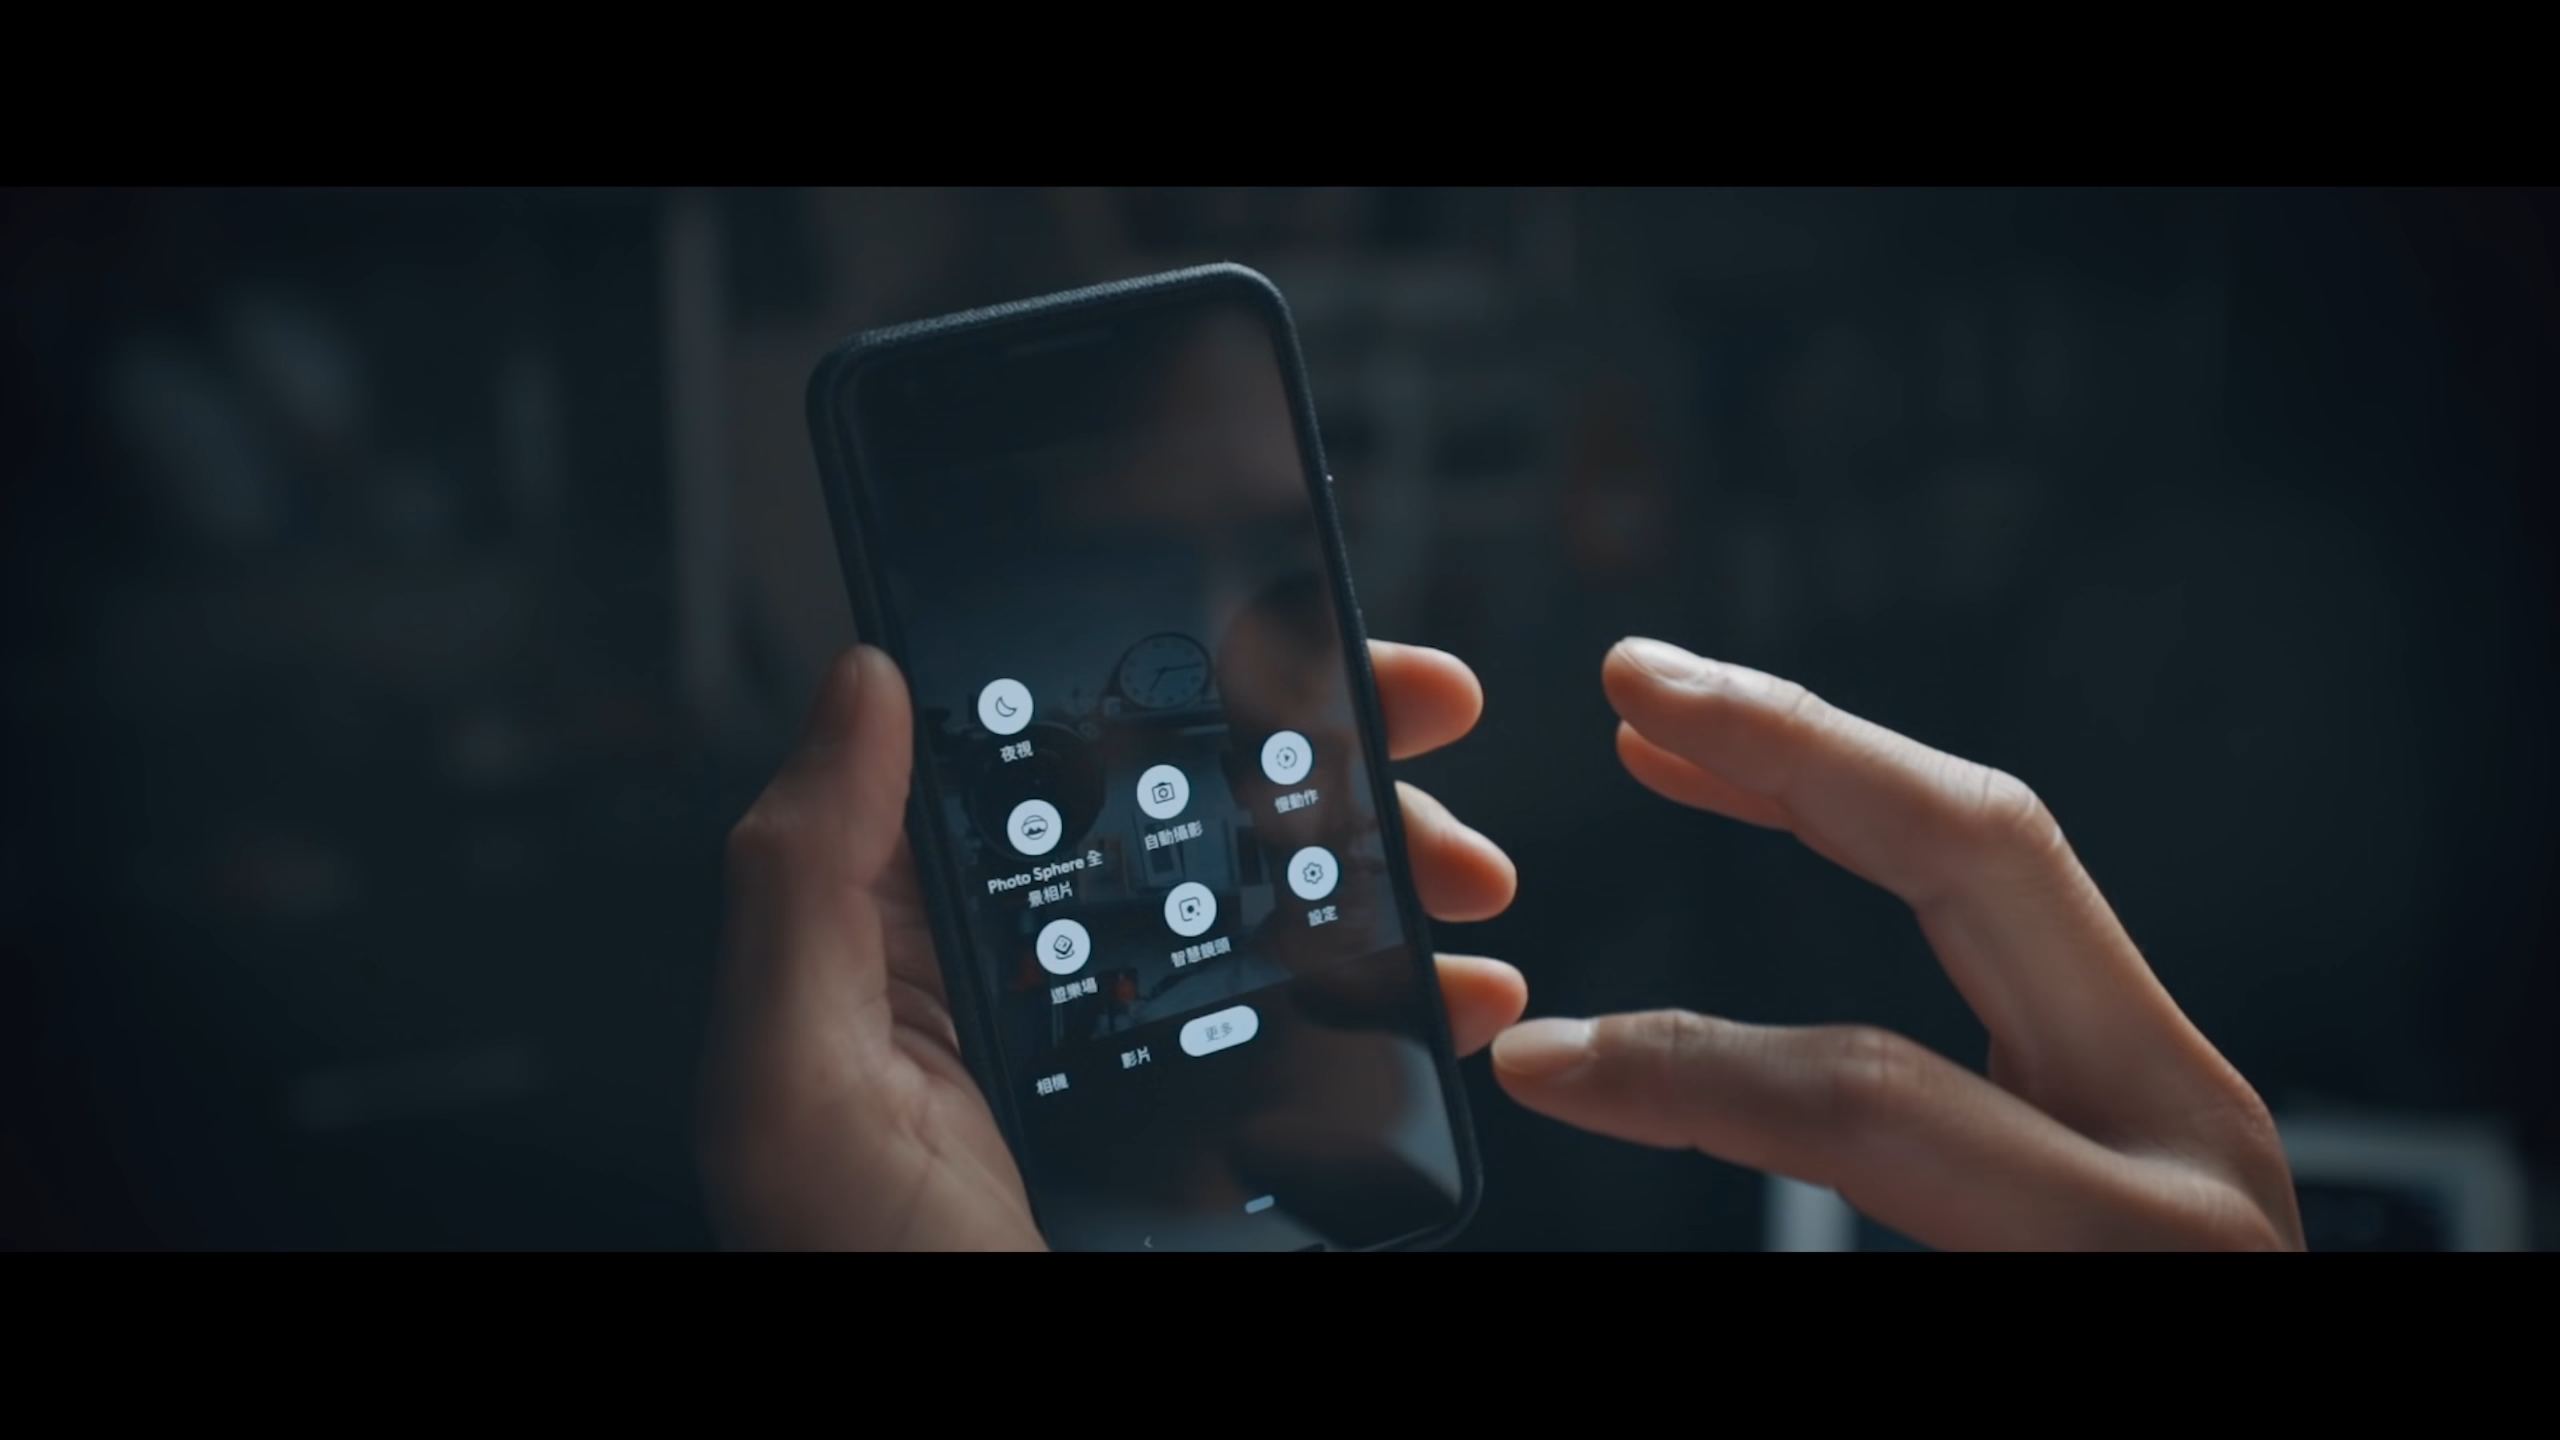 夜視
自動攝影
慢動作
Photo Sphere 全
景相片
遊樂場
智慧鏡頭
設定
相機
影片
更多